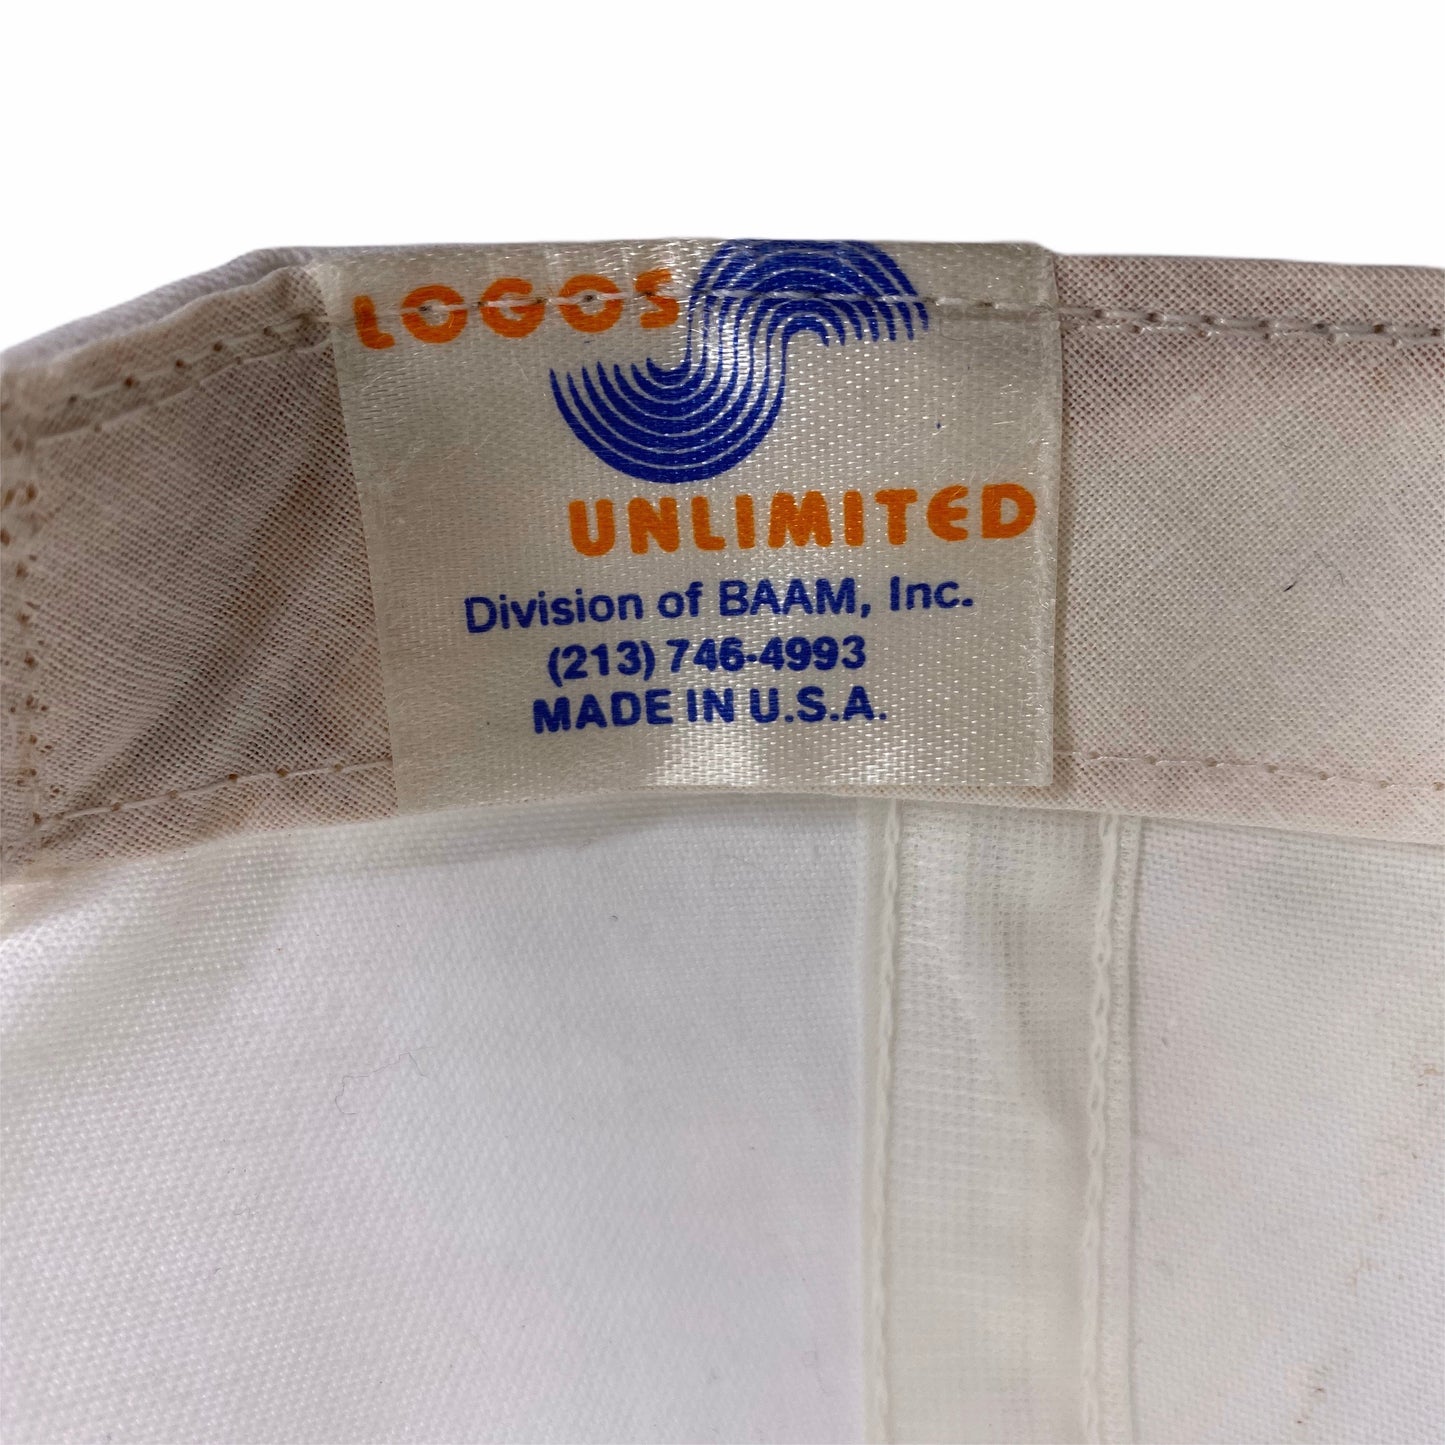 LOGOS
UNLIMITED
Division of BAAM, Inc.
(213) 746-4993
MADE IN U.S.A.